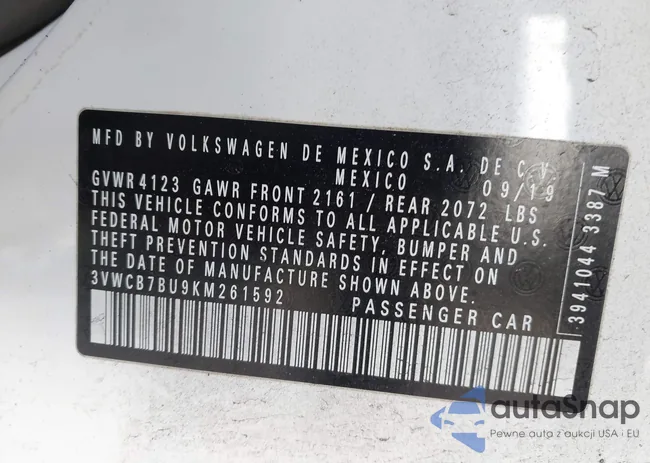 MFD BY VOLKSWAGEN DE MEXICO S.A. DE C.V.
MEXICO 09/19
GVWR 4123 GAWR FRONT 2161 / REAR 2072 LBS
THIS VEHICLE CONFORMS TO ALL APPLICABLE U.S.
FEDERAL MOTOR VEHICLE SAFETY, BUMPER AND
THEFT PREVENTION STANDARDS IN EFFECT ON
THE DATE OF MANUFACTURE SHOWN ABOVE.
3VWCB7BU9KM261592
PASSENGER CAR
3941044 3387 M
autoSnap
Pewne auta z aukcji USA i EU